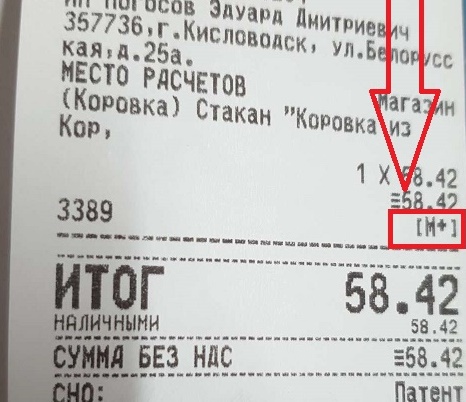 ИП Погосов Эдуард Дмитриевич
357736,г.Кисловодск, ул.Белорусс
кая,д.25а.
МЕСТО РАСЧЕТОВ Магазин
(Коровка) Стакан "Коровка из
Кор,
1 X 58.42
≡58.42
3389 [M+]
ИТОГ 58.42
НАЛИЧНЫМИ 58.42
СУММА БЕЗ НДС ≡58.42
СНО: Патент